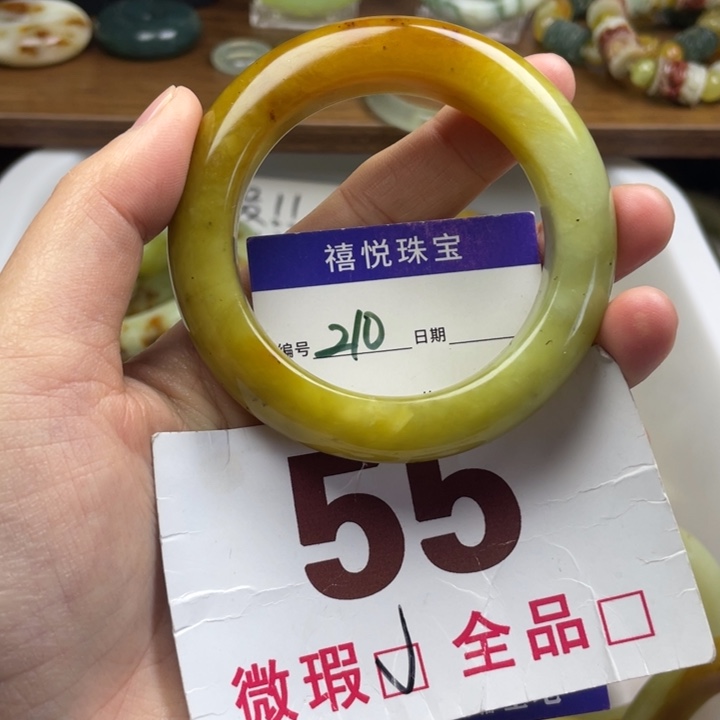 !!
禧悦珠宝
编号 210 日期
55
微瑕 ☑ 全品 □